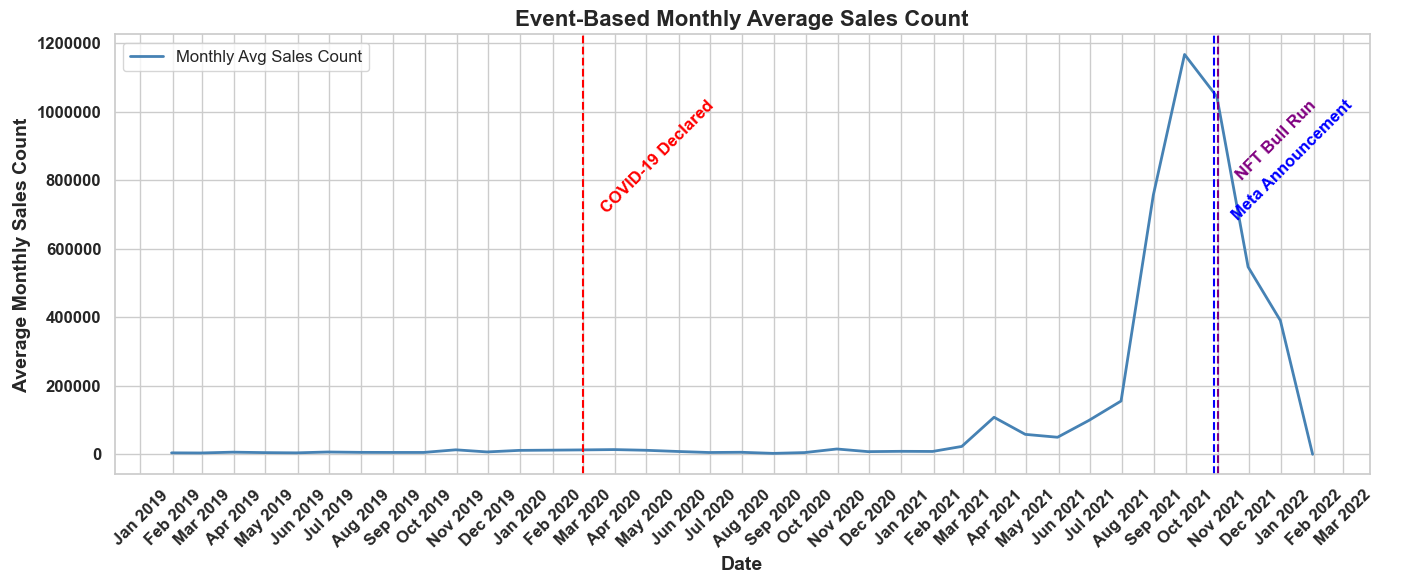 Event-Based Monthly Average Sales Count
Monthly Avg Sales Count
Average Monthly Sales Count
1200000
1000000
800000
600000
400000
200000
0
COVID-19 Declared
NFT Bull Run
Meta Announcement
Jan 2019
Feb 2019
Mar 2019
Apr 2019
May 2019
Jun 2019
Jul 2019
Aug 2019
Sep 2019
Oct 2019
Nov 2019
Dec 2019
Jan 2020
Feb 2020
Mar 2020
Apr 2020
May 2020
Jun 2020
Jul 2020
Aug 2020
Sep 2020
Oct 2020
Nov 2020
Dec 2020
Jan 2021
Feb 2021
Mar 2021
Apr 2021
May 2021
Jun 2021
Jul 2021
Aug 2021
Sep 2021
Oct 2021
Nov 2021
Dec 2021
Jan 2022
Feb 2022
Mar 2022
Date